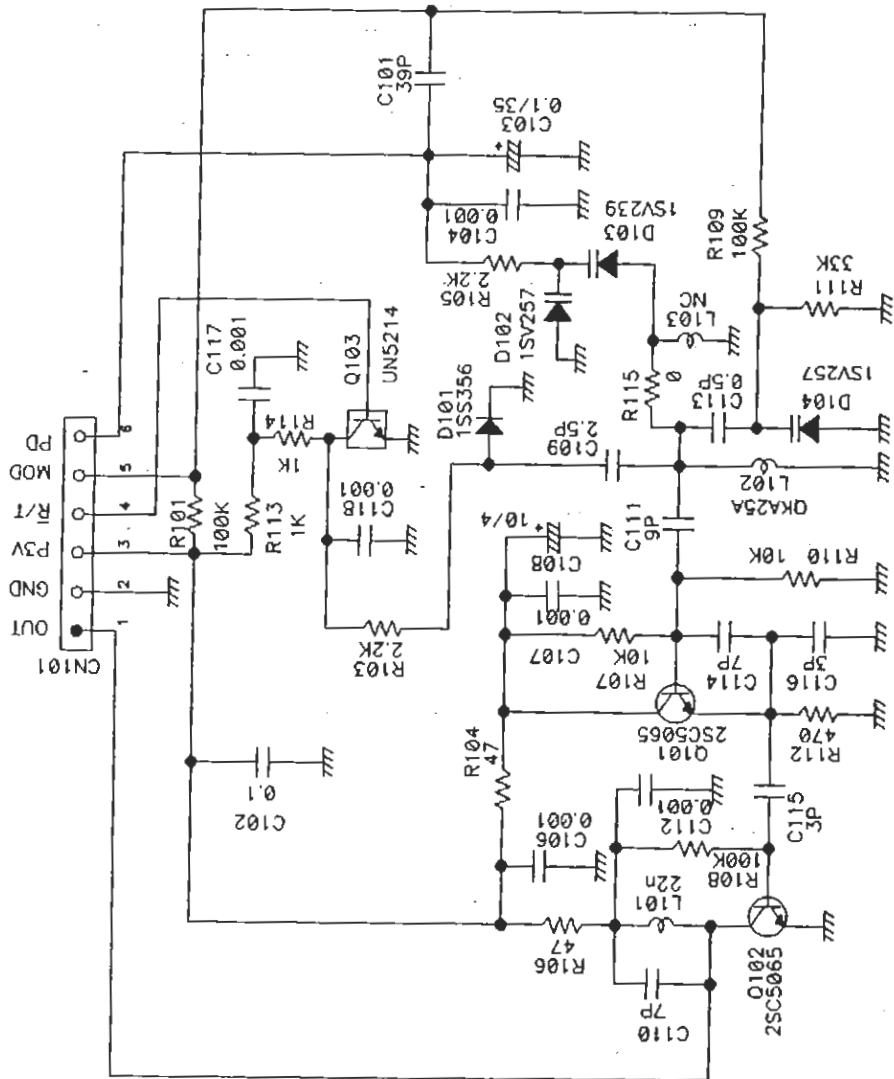 C101
39P
0.1/35
C103
+
0.001
C104
2.2K
R105
D103
1SV239
D102
1SV257
R109
100K
33K
R111
L103
NC
R115
0
C113
0.5P
D104
1SV257
L102
QKA25A
C117
0.001
Q103
UN5214
R114
1K
R113
1K
D101
1SS356
C118
0.001
R103
2.2K
C109
2.5P
C111
9P
10K
R110
10/4
+
C108
0.001
C107
10K
R107
7P
C114
3P
C116
Q101
2SC5065
470
R112
R104
47
C115
3P
0.001
C112
100K
R108
C106
0.001
22n
L101
47
R106
7P
C110
Q102
2SC5065
0.1
C102
R101
100K
PD
6
MOD
5
R/T
4
P3V
3
GND
2
OUT
1
CN101